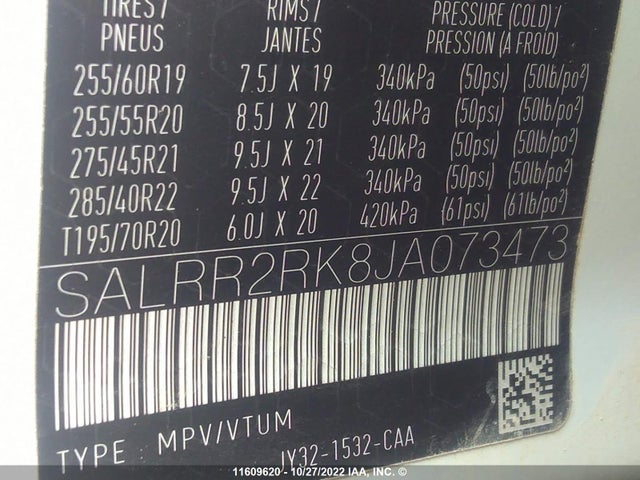 TIRES/ RIMS/ PRESSURE (COLD)/
PNEUS JANTES PRESSION (À FROID)
255/60R19 7.5J X 19 340kPa (50psi) (50lb/po²)
255/55R20 8.5J X 20 340kPa (50psi) (50lb/po²)
275/45R21 9.5J X 21 340kPa (50psi) (50lb/po²)
285/40R22 9.5J X 22 340kPa (50psi) (50lb/po²)
T195/70R20 6.0J X 20 420kPa (61psi) (61lb/po²)
SALRR2RK8JA073473
TYPE: MPV/VTUM
JY32-1532-CAA
11609620 - 10/27/2022 IAA, INC. ©